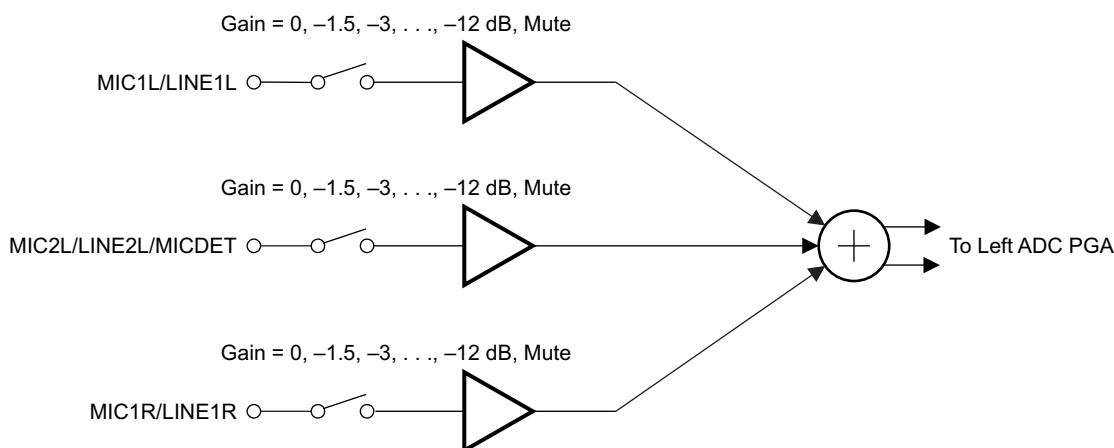 Gain = 0, –1.5, –3, . . ., –12 dB, Mute
MIC1L/LINE1L
Gain = 0, –1.5, –3, . . ., –12 dB, Mute
MIC2L/LINE2L/MICDET
+
To Left ADC PGA
Gain = 0, –1.5, –3, . . ., –12 dB, Mute
MIC1R/LINE1R